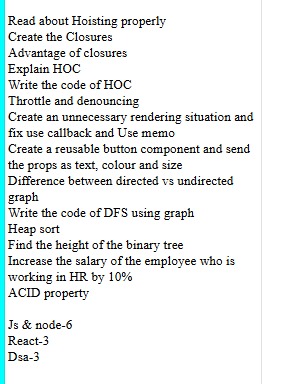 Read about Hoisting properly
Create the Closures
Advantage of closures
Explain HOC
Write the code of HOC
Throttle and denouncing
Create an unnecessary rendering situation and
fix use callback and Use memo
Create a reusable button component and send
the props as text, colour and size
Difference between directed vs undirected
graph
Write the code of DFS using graph
Heap sort
Find the height of the binary tree
Increase the salary of the employee who is
working in HR by 10%
ACID property
Js & node-6
React-3
Dsa-3